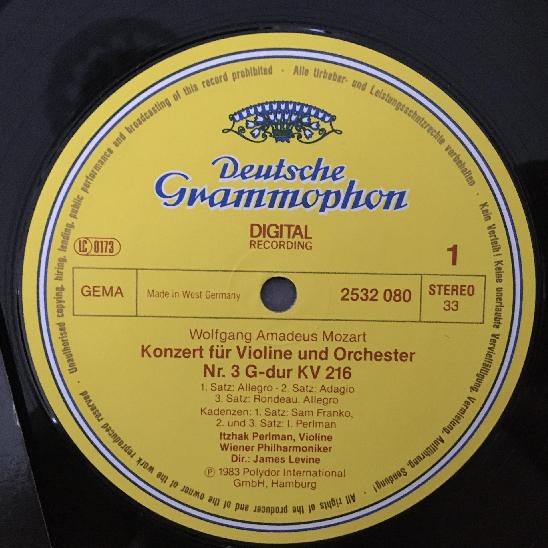 Unauthorised copying, hiring, lending, public performance and broadcasting of this record prohibited · Alle Urheber- und Leistungsschutzrechte vorbehalten · Kein Verleih! Keine unerlaubte Vervielfältigung, Vermietung, Aufführung, Sendung! · All rights of the producer and of the owner of the work reproduced reserved ·
Deutsche
Grammophon
DIGITAL
RECORDING
LC 0173
1
GEMA
Made in West Germany
2532 080
STEREO
33
Wolfgang Amadeus Mozart
Konzert für Violine und Orchester
Nr. 3 G-dur KV 216
1. Satz: Allegro · 2. Satz: Adagio
3. Satz: Rondeau. Allegro
Kadenzen: 1. Satz: Sam Franko,
2. und 3. Satz: I. Perlman
Itzhak Perlman, Violine
Wiener Philharmoniker
Dir.: James Levine
Ⓟ 1983 Polydor International
GmbH, Hamburg